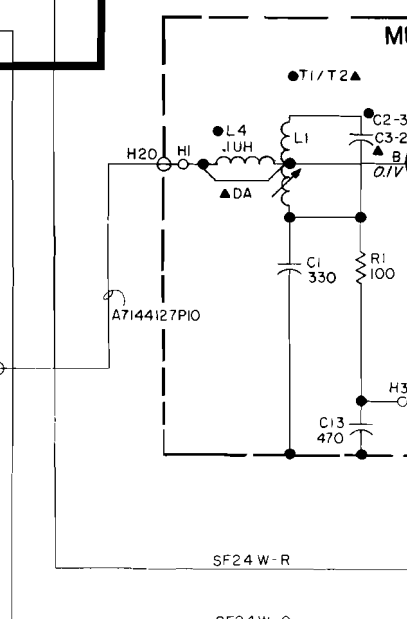 MU
●T1/T2▲
●L4
.1UH
L1
●C2-3
C3-2
▲
B
0.1V
H20
H1
▲DA
C1
330
R1
100
A7144127P10
H3
C13
470
SF24W-R